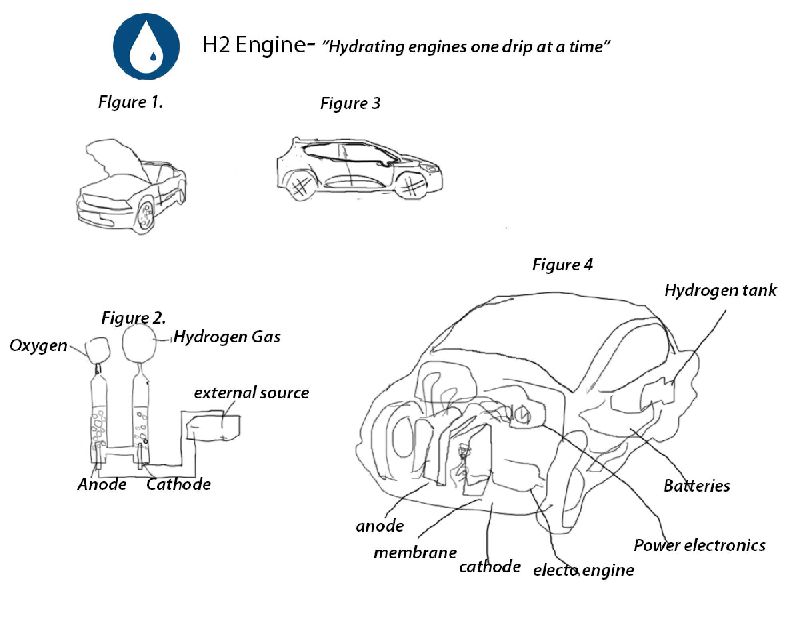 H2 Engine- "Hydrating engines one drip at a time"
FIgure 1.
Figure 3
Figure 4
Hydrogen tank
Figure 2.
Oxygen
Hydrogen Gas
external source
Anode
Cathode
Batteries
anode
membrane
cathode
electo engine
Power electronics